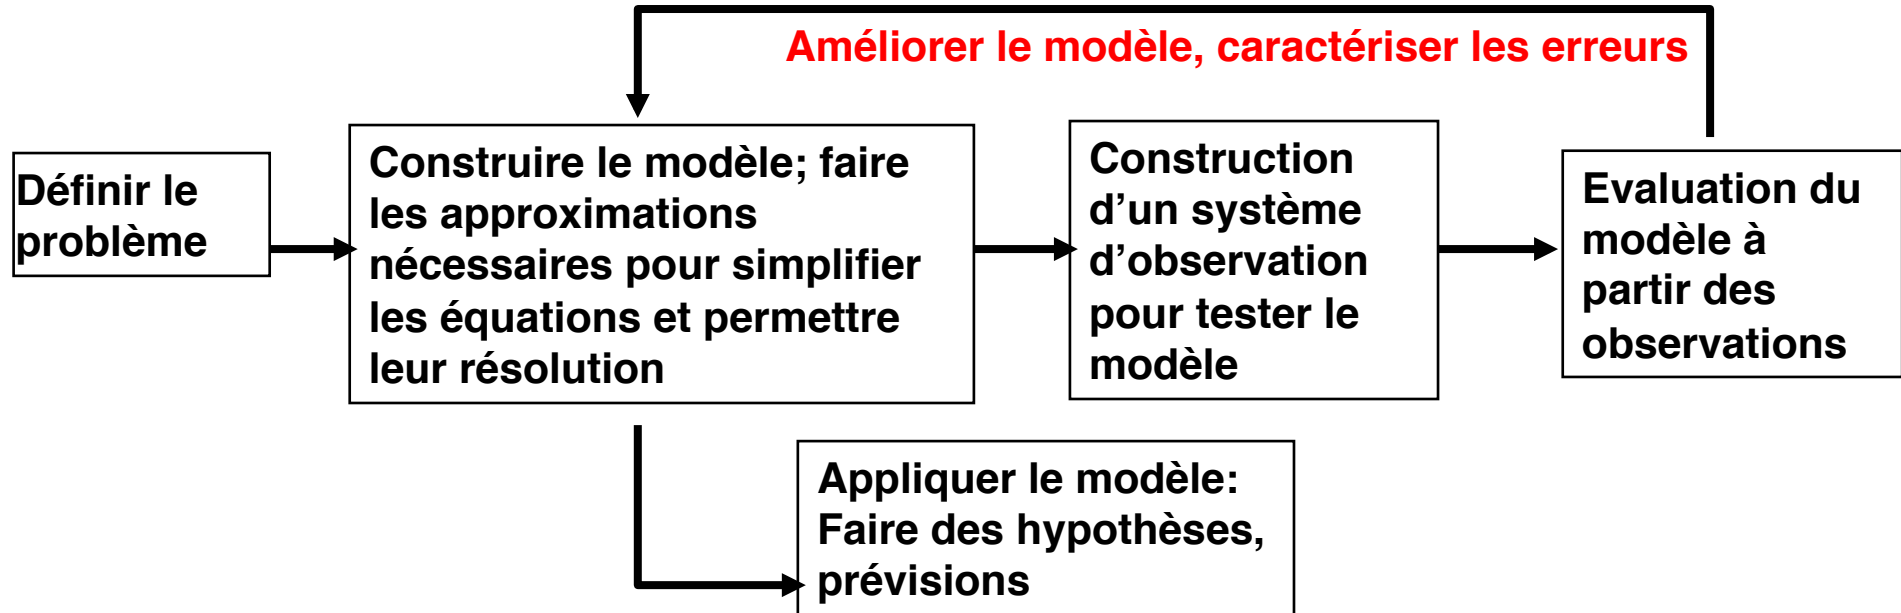 Améliorer le modèle, caractériser les erreurs
Définir le
problème
Construire le modèle; faire
les approximations
nécessaires pour simplifier
les équations et permettre
leur résolution
Construction
d’un système
d’observation
pour tester le
modèle
Evaluation du
modèle à
partir des
observations
Appliquer le modèle:
Faire des hypothèses,
prévisions